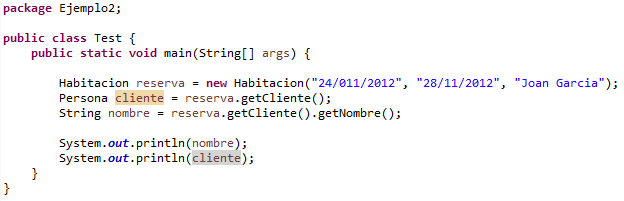 package Ejemplo2;
public class Test {
public static void main(String[] args) {
Habitacion reserva = new Habitacion("24/011/2012", "28/11/2012", "Joan Garcia");
Persona cliente = reserva.getCliente();
String nombre = reserva.getCliente().getNombre();
System.out.println(nombre);
System.out.println(cliente);
}
}